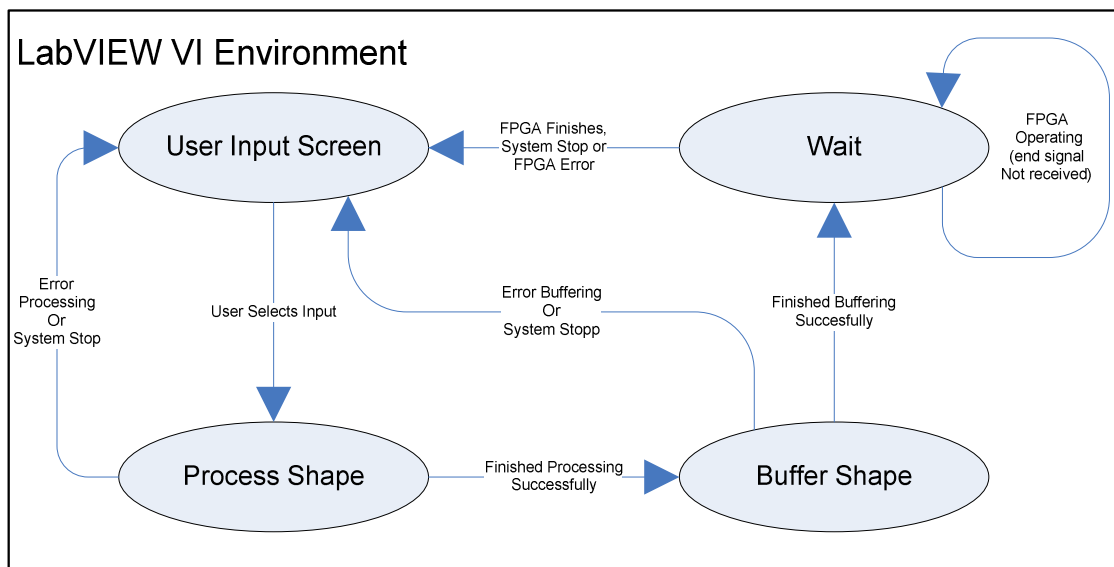 LabVIEW VI Environment
User Input Screen
FPGA Finishes,
System Stop or
FPGA Error
Wait
FPGA
Operating
(end signal
Not received)
Error
Processing
Or
System Stop
User Selects Input
Error Buffering
Or
System Stopp
Finished Buffering
Succesfully
Process Shape
Finished Processing
Successfully
Buffer Shape